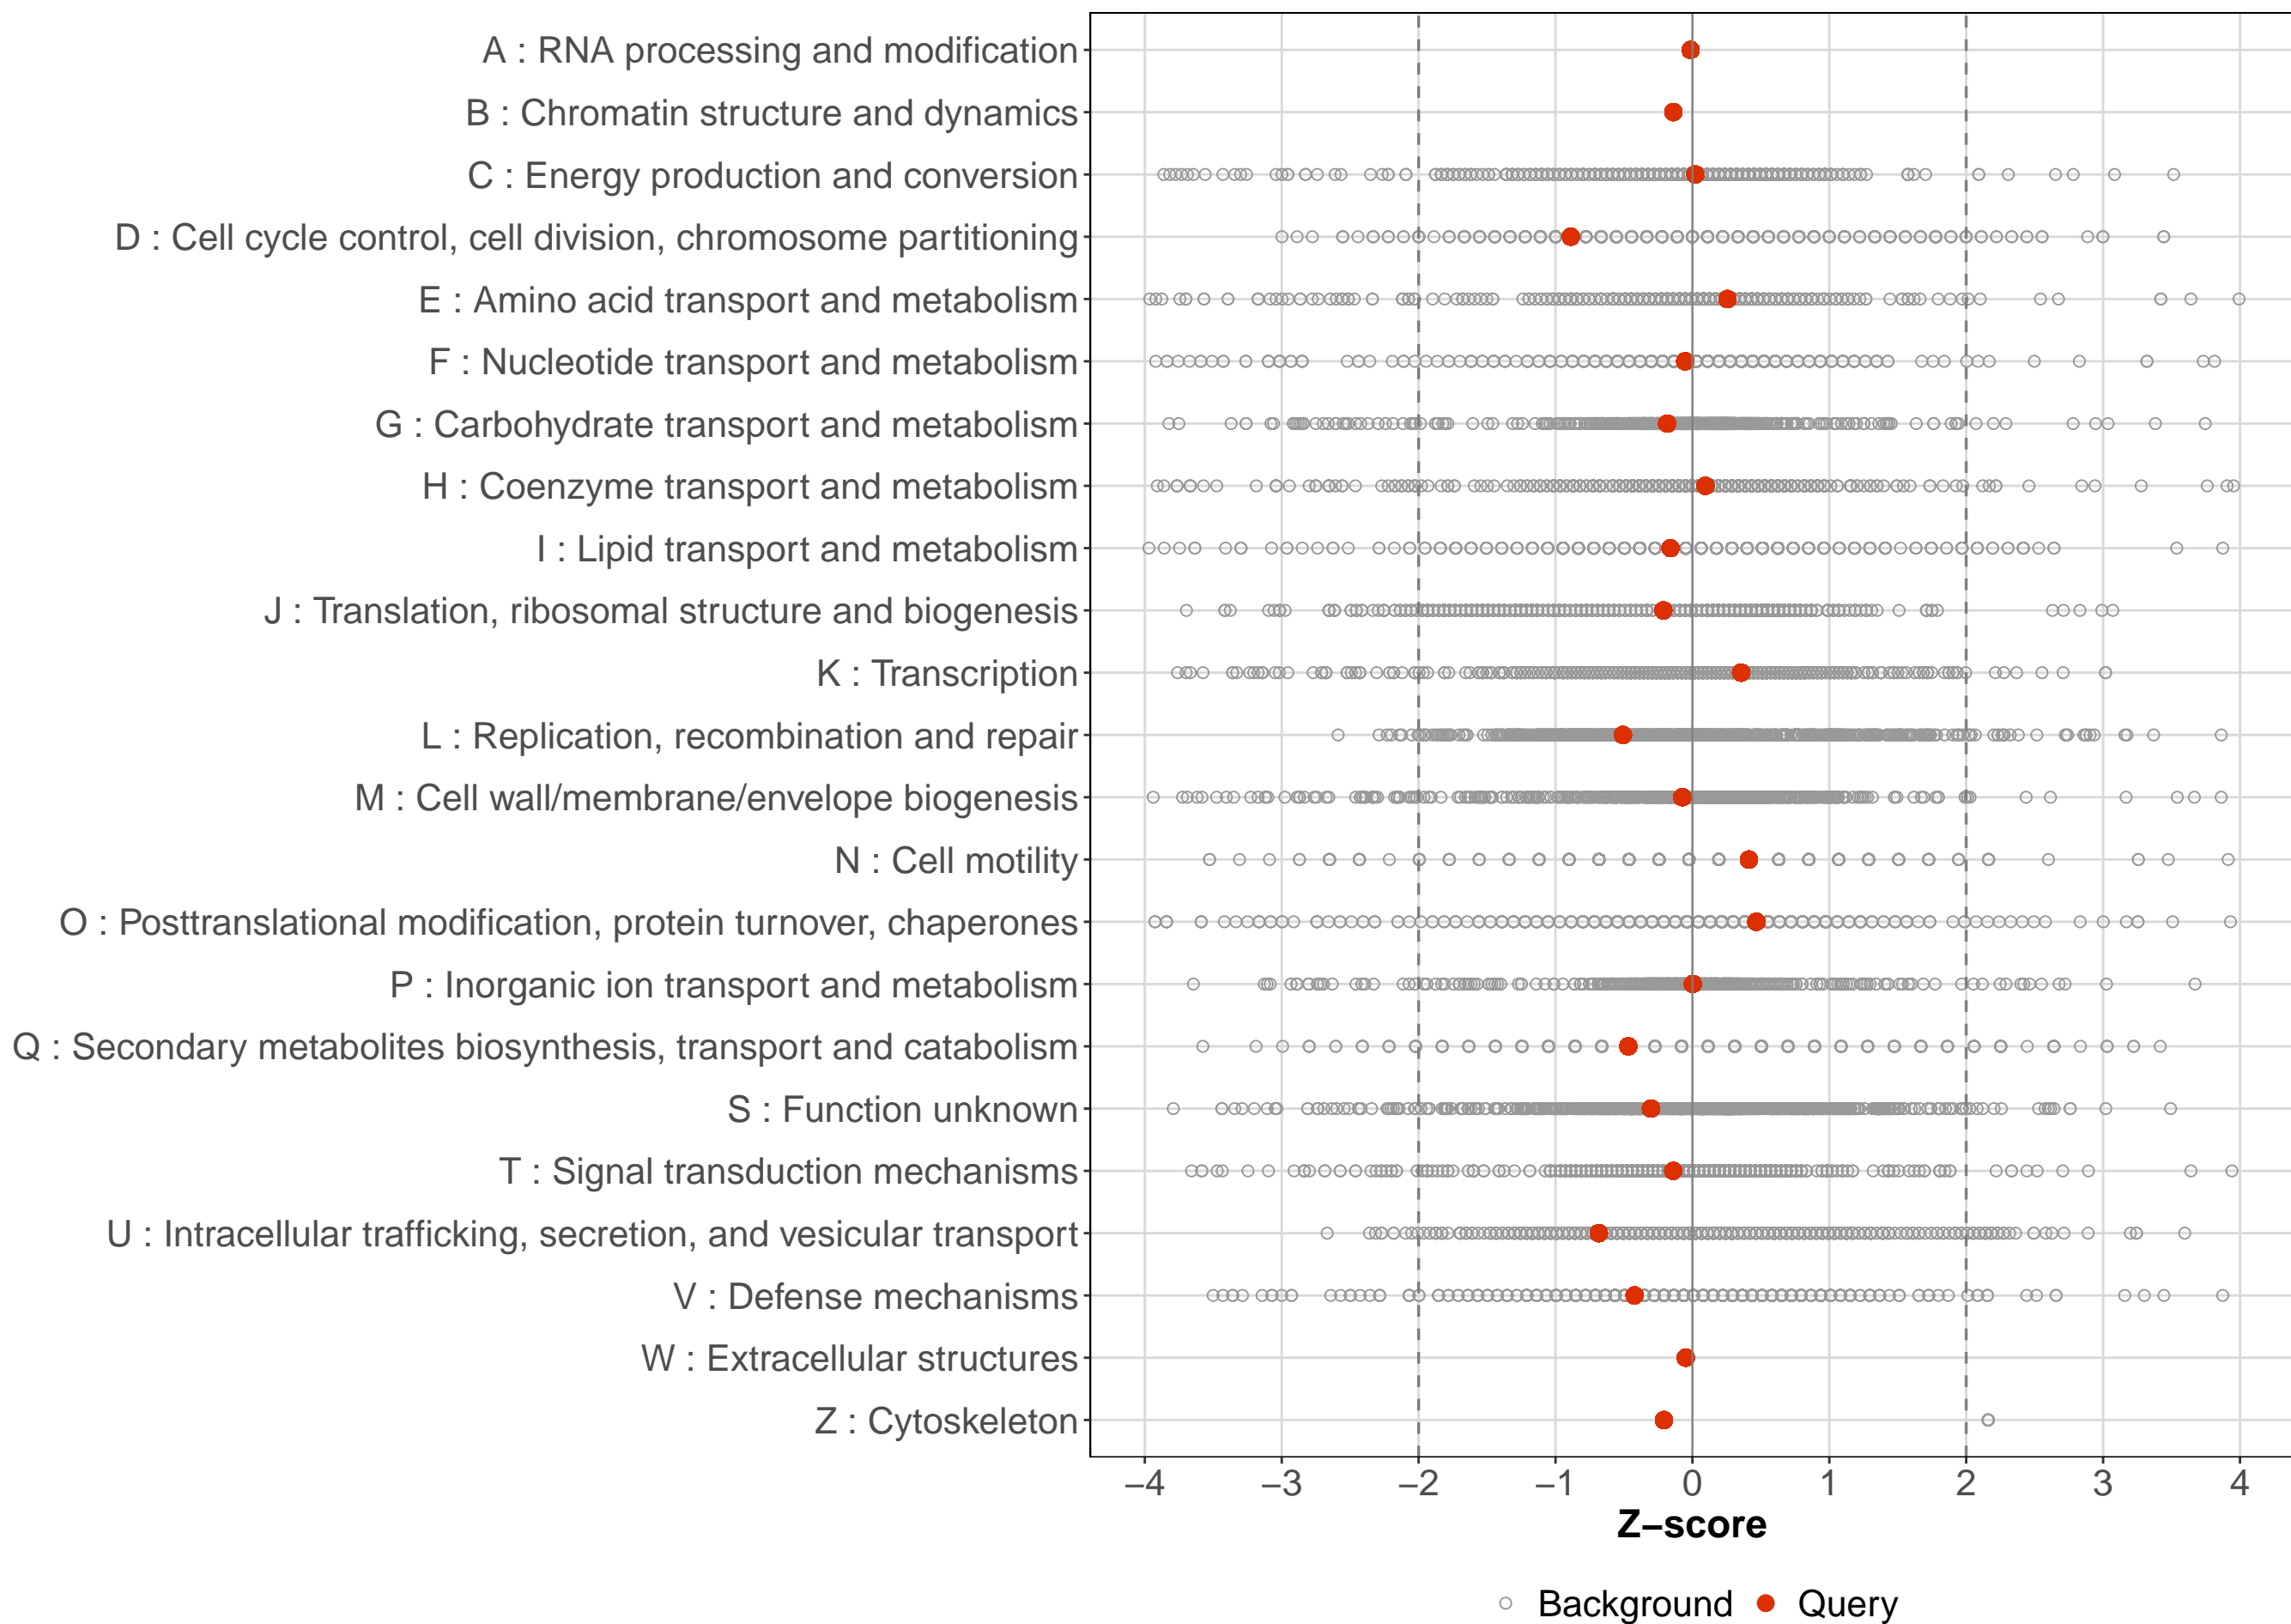 A : RNA processing and modification
B : Chromatin structure and dynamics
C : Energy production and conversion
D : Cell cycle control, cell division, chromosome partitioning
E : Amino acid transport and metabolism
F : Nucleotide transport and metabolism
G : Carbohydrate transport and metabolism
H : Coenzyme transport and metabolism
I : Lipid transport and metabolism
J : Translation, ribosomal structure and biogenesis
K : Transcription
L : Replication, recombination and repair
M : Cell wall/membrane/envelope biogenesis
N : Cell motility
O : Posttranslational modification, protein turnover, chaperones
P : Inorganic ion transport and metabolism
Q : Secondary metabolites biosynthesis, transport and catabolism
S : Function unknown
T : Signal transduction mechanisms
U : Intracellular trafficking, secretion, and vesicular transport
V : Defense mechanisms
W : Extracellular structures
Z : Cytoskeleton
−4 −3 −2 −1 0 1 2 3 4
Z−score
Background Query